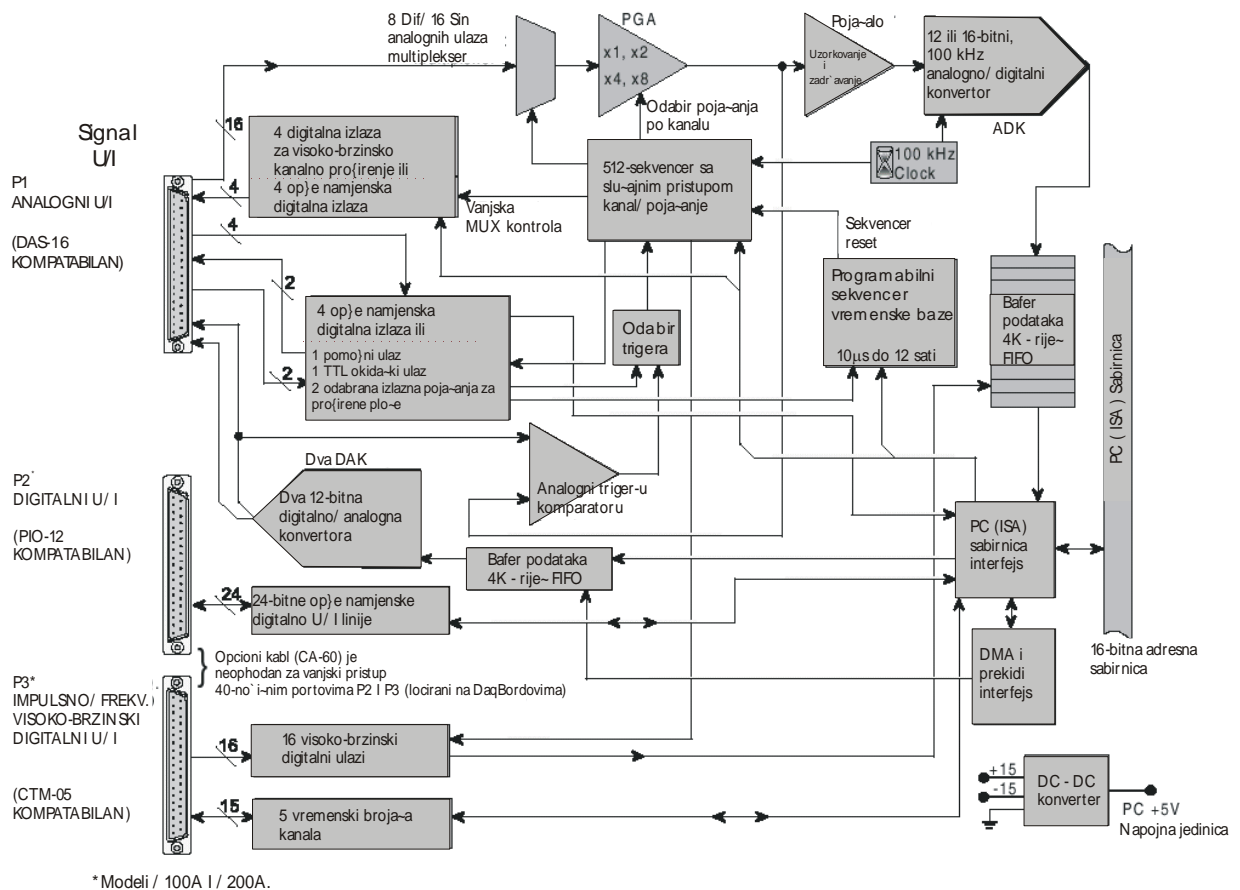 8 Dif/ 16 Sin
analognih ulaza
multiplekser
PGA
x1, x2
x4, x8
Poja~alo
Uzorkovanje
i
zadr`avanje
12 ili 16-bitni,
100 kHz
analogno/ digitalni
konvertor
ADK
Odabir poja~anja
po kanalu
100 kHz
Clock
Signal
U/I
16
4
4
2
2
4 digitalna izlaza
za visoko-brzinsko
kanalno pro{irenje ili
4 op}e namjenska
digitalna izlaza
512-sekvencer sa
slu~ajnim pristupom
kanal/ poja~anje
Vanjska
MUX kontrola
Sekvencer
reset
P1
ANALOGNI U/I
(DAS-16
KOMPATABILAN)
4 op}e namjenska
digitalna izlaza ili
1 pomo}ni ulaz
1 TTL okida~ki ulaz
2 odabrana izlazna poja~anja za
pro{irene plo~e
Odabir
trigera
Programabilni
sekvencer
vremenske baze
10µs do 12 sati
Bafer
podataka
4K - rije~
FIFO
PC ( ISA ) Sabirnica
P2*
DIGITALNI U/ I
(PIO-12
KOMPATABILAN)
Dva DAK
Dva 12-bitna
digitalno/ analogna
konvertora
Analogni triger-u
komparatoru
Bafer podataka
4K - rije~ FIFO
PC (ISA)
sabirnica
interfejs
24
24-bitne op}e namjenske
digitalno U/ I linije
DMA i
prekidi
interfejs
16-bitna adresna
sabirnica
Opcioni kabl (CA-60) je
neophodan za vanjski pristup
40-no`i-nim portovima P2 I P3 (locirani na DaqBordovima)
P3*
IMPULSNO/ FREKV.
VISOKO-BRZINSKI
DIGITALNI U/ I
(CTM-05
KOMPATABILAN)
16
16 visoko-brzinski
digitalni ulazi
15
5 vremenski broja~a
kanala
+15
-15
DC - DC
konverter
PC +5V
Napojna jedinica
*Modeli / 100A I / 200A.